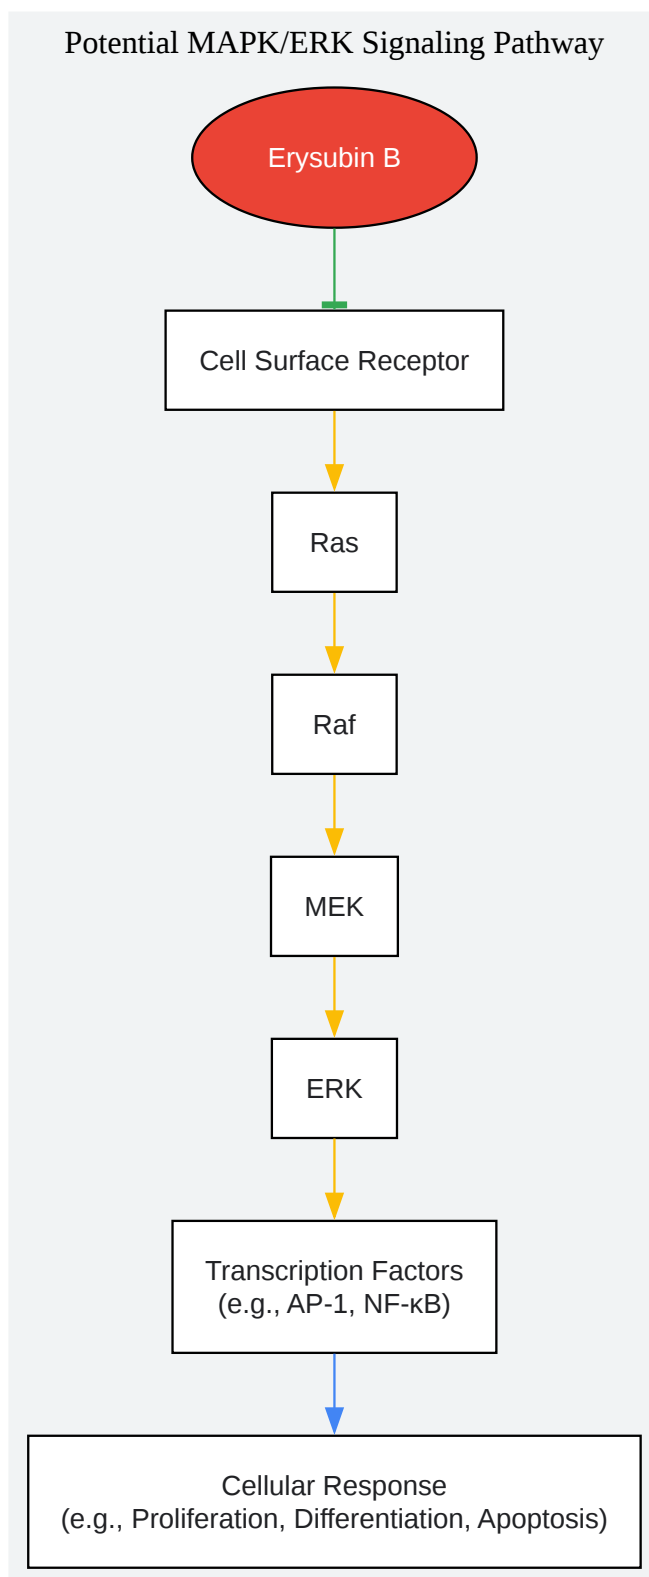 Potential MAPK/ERK Signaling Pathway
Erysubin B
Cell Surface Receptor
Ras
Raf
MEK
ERK
Transcription Factors
(e.g., AP-1, NF-κB)
Cellular Response
(e.g., Proliferation, Differentiation, Apoptosis)